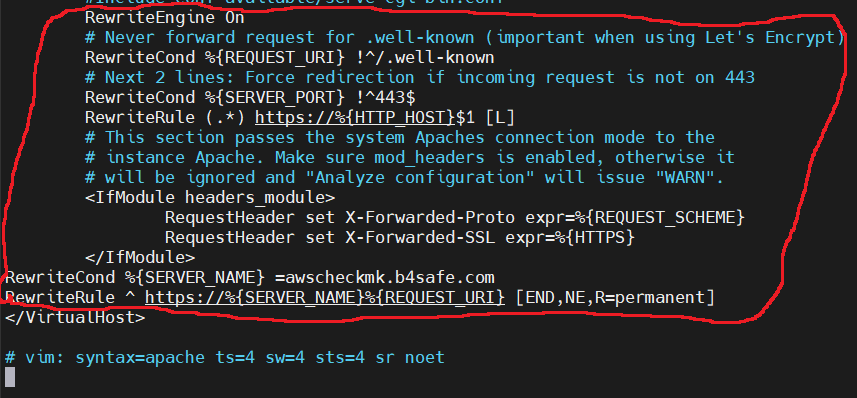 #include conf-available/serve-cgi-bin.conf
RewriteEngine On
# Never forward request for .well-known (important when using Let's Encrypt)
RewriteCond %{REQUEST_URI} !^/.well-known
# Next 2 lines: Force redirection if incoming request is not on 443
RewriteCond %{SERVER_PORT} !^443$
RewriteRule (.*) https://%{HTTP_HOST}$1 [L]
# This section passes the system Apaches connection mode to the
# instance Apache. Make sure mod_headers is enabled, otherwise it
# will be ignored and "Analyze configuration" will issue "WARN".
<IfModule headers_module>
RequestHeader set X-Forwarded-Proto expr=%{REQUEST_SCHEME}
RequestHeader set X-Forwarded-SSL expr=%{HTTPS}
</IfModule>
RewriteCond %{SERVER_NAME} =awscheckmk.b4safe.com
RewriteRule ^ https://%{SERVER_NAME}%{REQUEST_URI} [END,NE,R=permanent]
</VirtualHost>
# vim: syntax=apache ts=4 sw=4 sts=4 sr noet